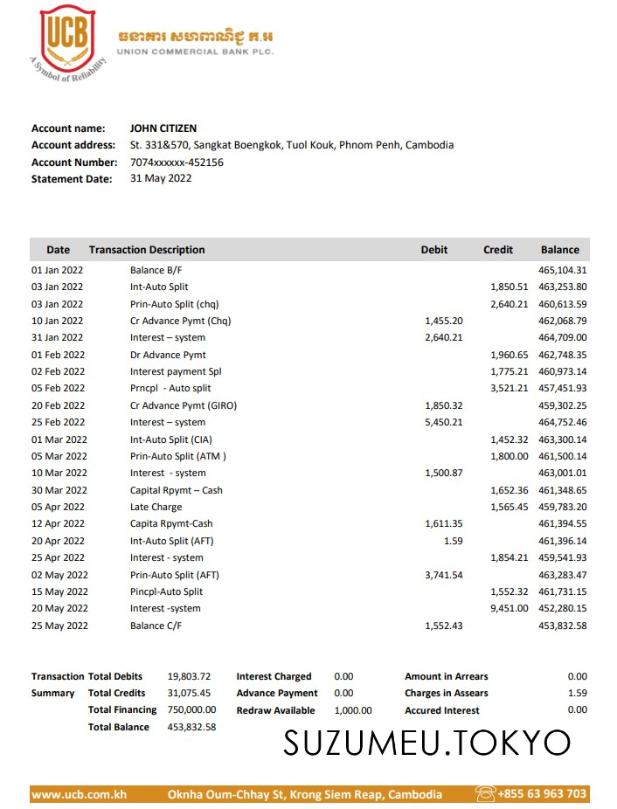 UCB
A Symbol of Reliability
ធនាគារ សហពាណិជ្ជ ភ.អ
UNION COMMERCIAL BANK PLC.
Account name: JOHN CITIZEN
Account address: St. 331&570, Sangkat Boengkok, Tuol Kouk, Phnom Penh, Cambodia
Account Number: 7074xxxxxx-452156
Statement Date: 31 May 2022
Date Transaction Description Debit Credit Balance
01 Jan 2022 Balance B/F 465,104.31
03 Jan 2022 Int-Auto Split 1,850.51 463,253.80
03 Jan 2022 Prin-Auto Split (chq) 2,640.21 460,613.59
10 Jan 2022 Cr Advance Pymt (Chq) 1,455.20 462,068.79
31 Jan 2022 Interest – system 2,640.21 464,709.00
01 Feb 2022 Dr Advance Pymt 1,960.65 462,748.35
02 Feb 2022 Interest payment Spl 1,775.21 460,973.14
05 Feb 2022 Prncpl - Auto split 3,521.21 457,451.93
20 Feb 2022 Cr Advance Pymt (GIRO) 1,850.32 459,302.25
25 Feb 2022 Interest – system 5,450.21 464,752.46
01 Mar 2022 Int-Auto Split (CIA) 1,452.32 463,300.14
05 Mar 2022 Prin-Auto Split (ATM ) 1,800.00 461,500.14
10 Mar 2022 Interest - system 1,500.87 463,001.01
30 Mar 2022 Capital Rpymt – Cash 1,652.36 461,348.65
05 Apr 2022 Late Charge 1,565.45 459,783.20
12 Apr 2022 Capita Rpymt-Cash 1,611.35 461,394.55
20 Apr 2022 Int-Auto Split (AFT) 1.59 461,396.14
25 Apr 2022 Interest - system 1,854.21 459,541.93
02 May 2022 Prin-Auto Split (AFT) 3,741.54 463,283.47
15 May 2022 Pincpl-Auto Split 1,552.32 461,731.15
20 May 2022 Interest -system 9,451.00 452,280.15
25 May 2022 Balance C/F 1,552.43 453,832.58
Transaction Total Debits 19,803.72 Interest Charged 0.00 Amount in Arrears 0.00
Summary Total Credits 31,075.45 Advance Payment 0.00 Charges in Assears 1.59
Total Financing 750,000.00 Redraw Available 1,000.00 Accured Interest 0.00
Total Balance 453,832.58
SUZUMEU.TOKYO
www.ucb.com.kh Oknha Oum-Chhay St, Krong Siem Reap, Cambodia +855 63 963 703